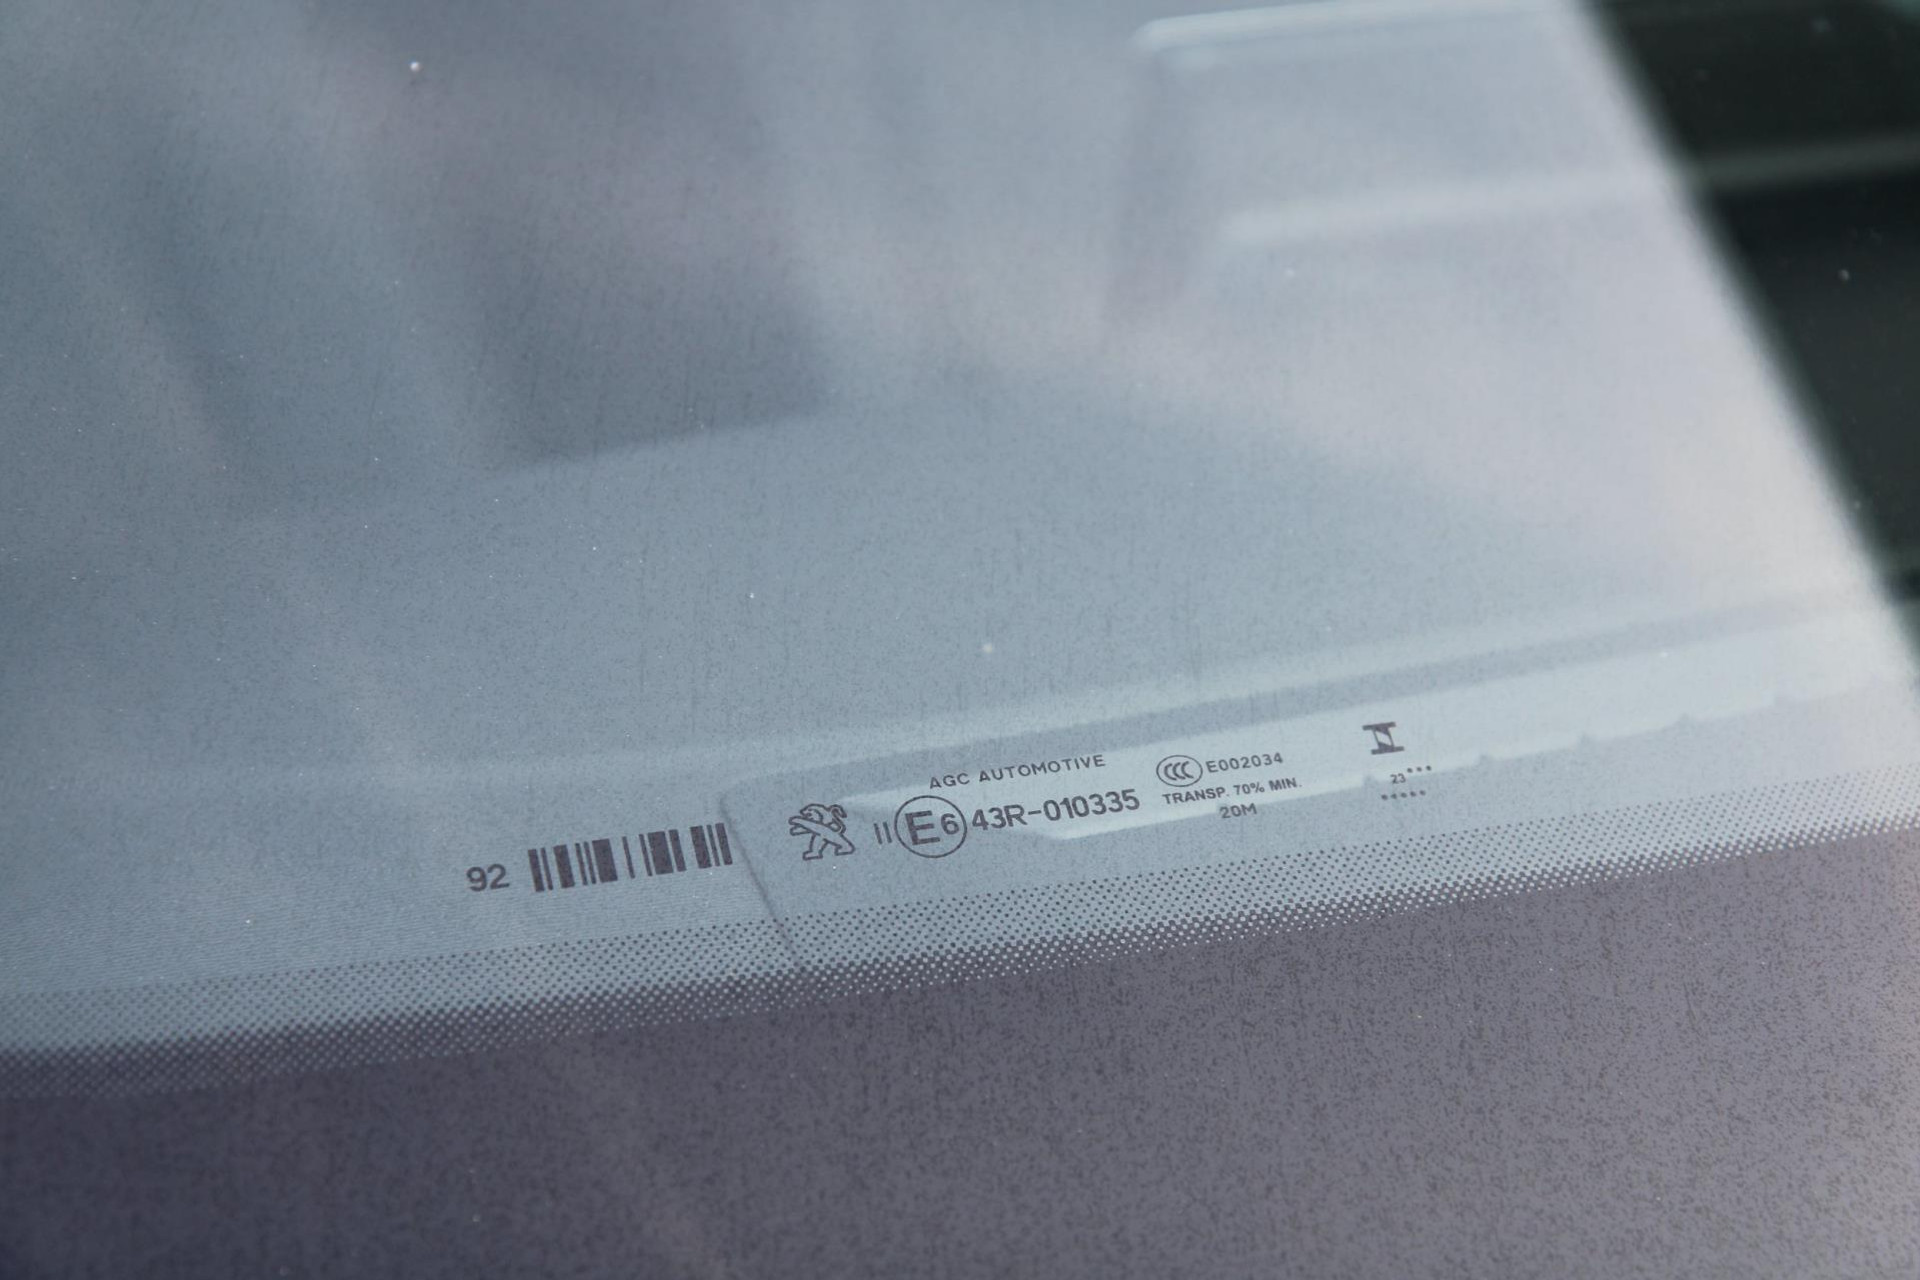 92
AGC AUTOMOTIVE
II E6 43R-010335
CCC E002034
TRANSP. 70% MIN.
20M
23